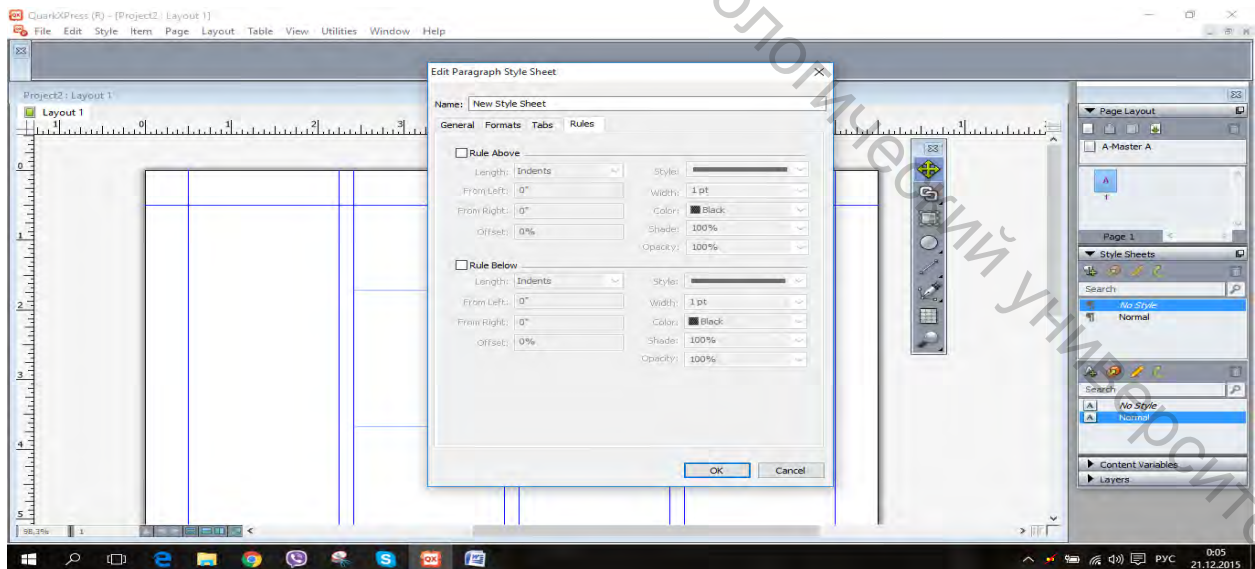 QuarkXPress (R) - [Project2 : Layout 1]
File Edit Style Item Page Layout Table View Utilities Window Help
Project2 : Layout 1
Layout 1
Edit Paragraph Style Sheet
Name: New Style Sheet
General Formats Tabs Rules
Rule Above
Length: Indents
Style:
From Left: 0"
Width: 1 pt
From Right: 0"
Color: Black
Offset: 0%
Shade: 100%
Opacity: 100%
Rule Below
Length: Indents
Style:
From Left: 0"
Width: 1 pt
From Right: 0"
Color: Black
Offset: 0%
Shade: 100%
Opacity: 100%
OK Cancel
Page Layout
A-Master A
A
1
Page 1
Style Sheets
Search
No Style
Normal
Search
A No Style
A Normal
Content Variables
Layers
98.3% 1
РУС
0:05
21.12.2015
ологический университе